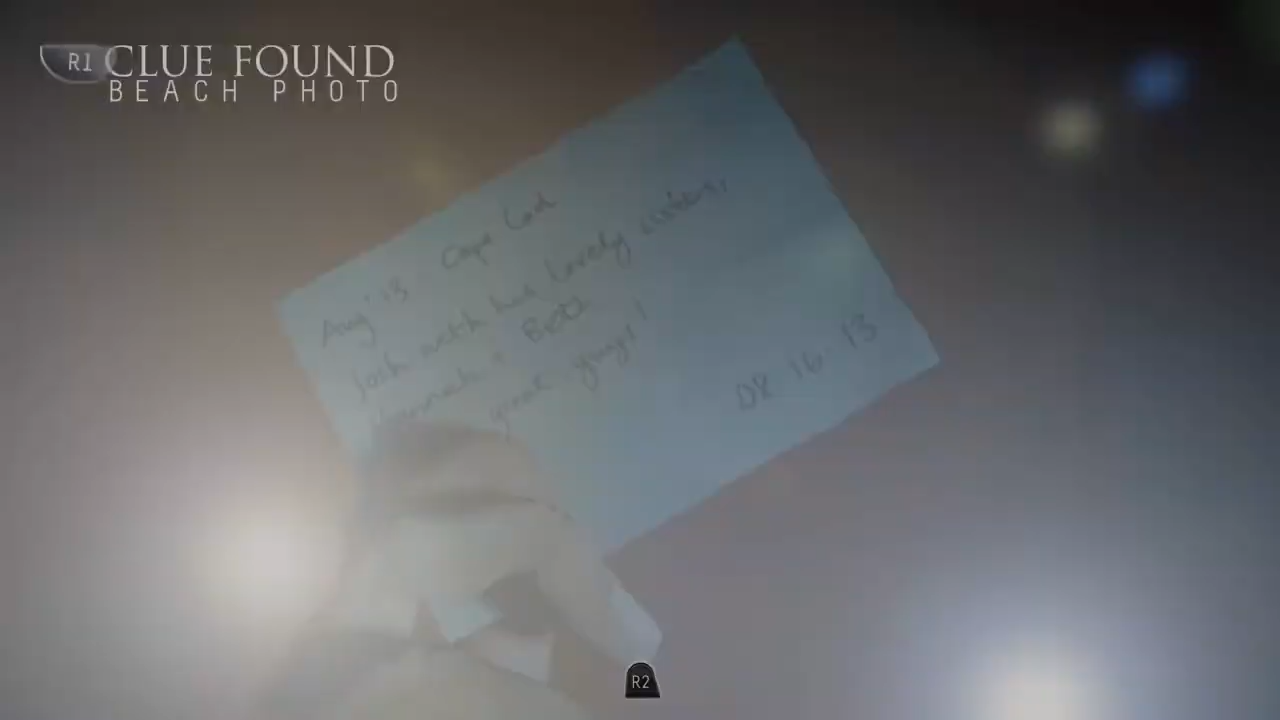 R1
CLUE FOUND
BEACH PHOTO
Aug '13 Cape Cod
Josh with his lovely sisters,
Hannah & Beth
great guys!
08 16 13
R2